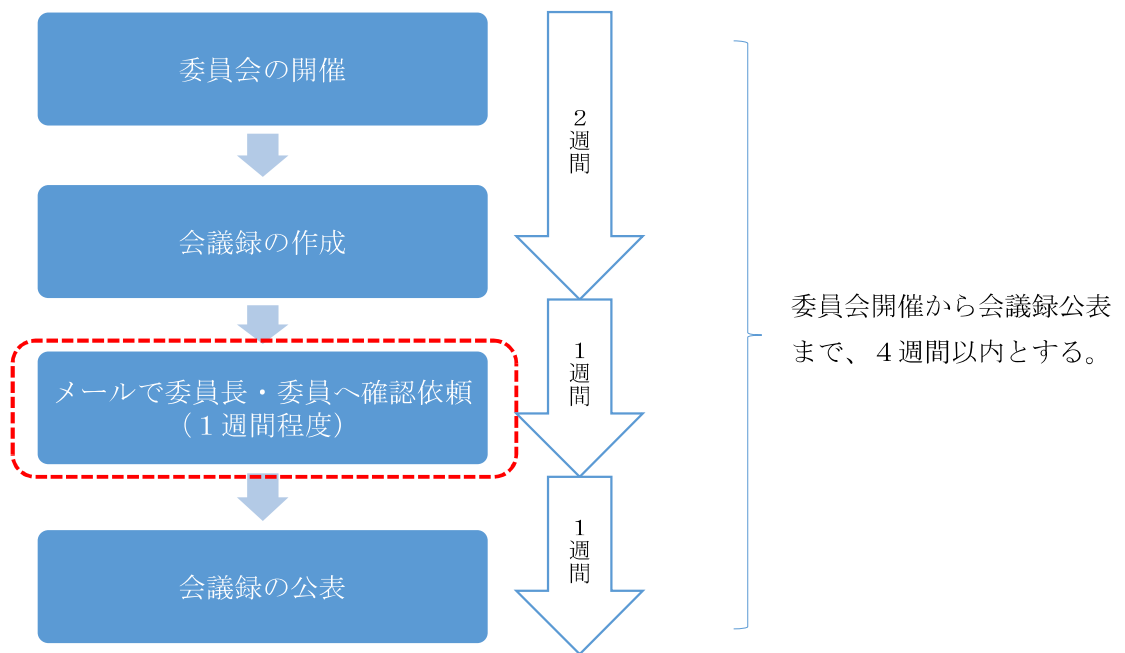 委員会の開催
会議録の作成
メールで委員長・委員へ確認依頼
（１週間程度）
会議録の公表
２週間
１週間
１週間
委員会開催から会議録公表
まで、４週間以内とする。